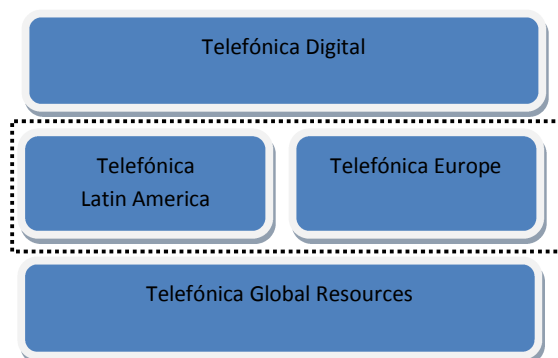 Telefónica Digital
Telefónica
Latin America
Telefónica Europe
Telefónica Global Resources